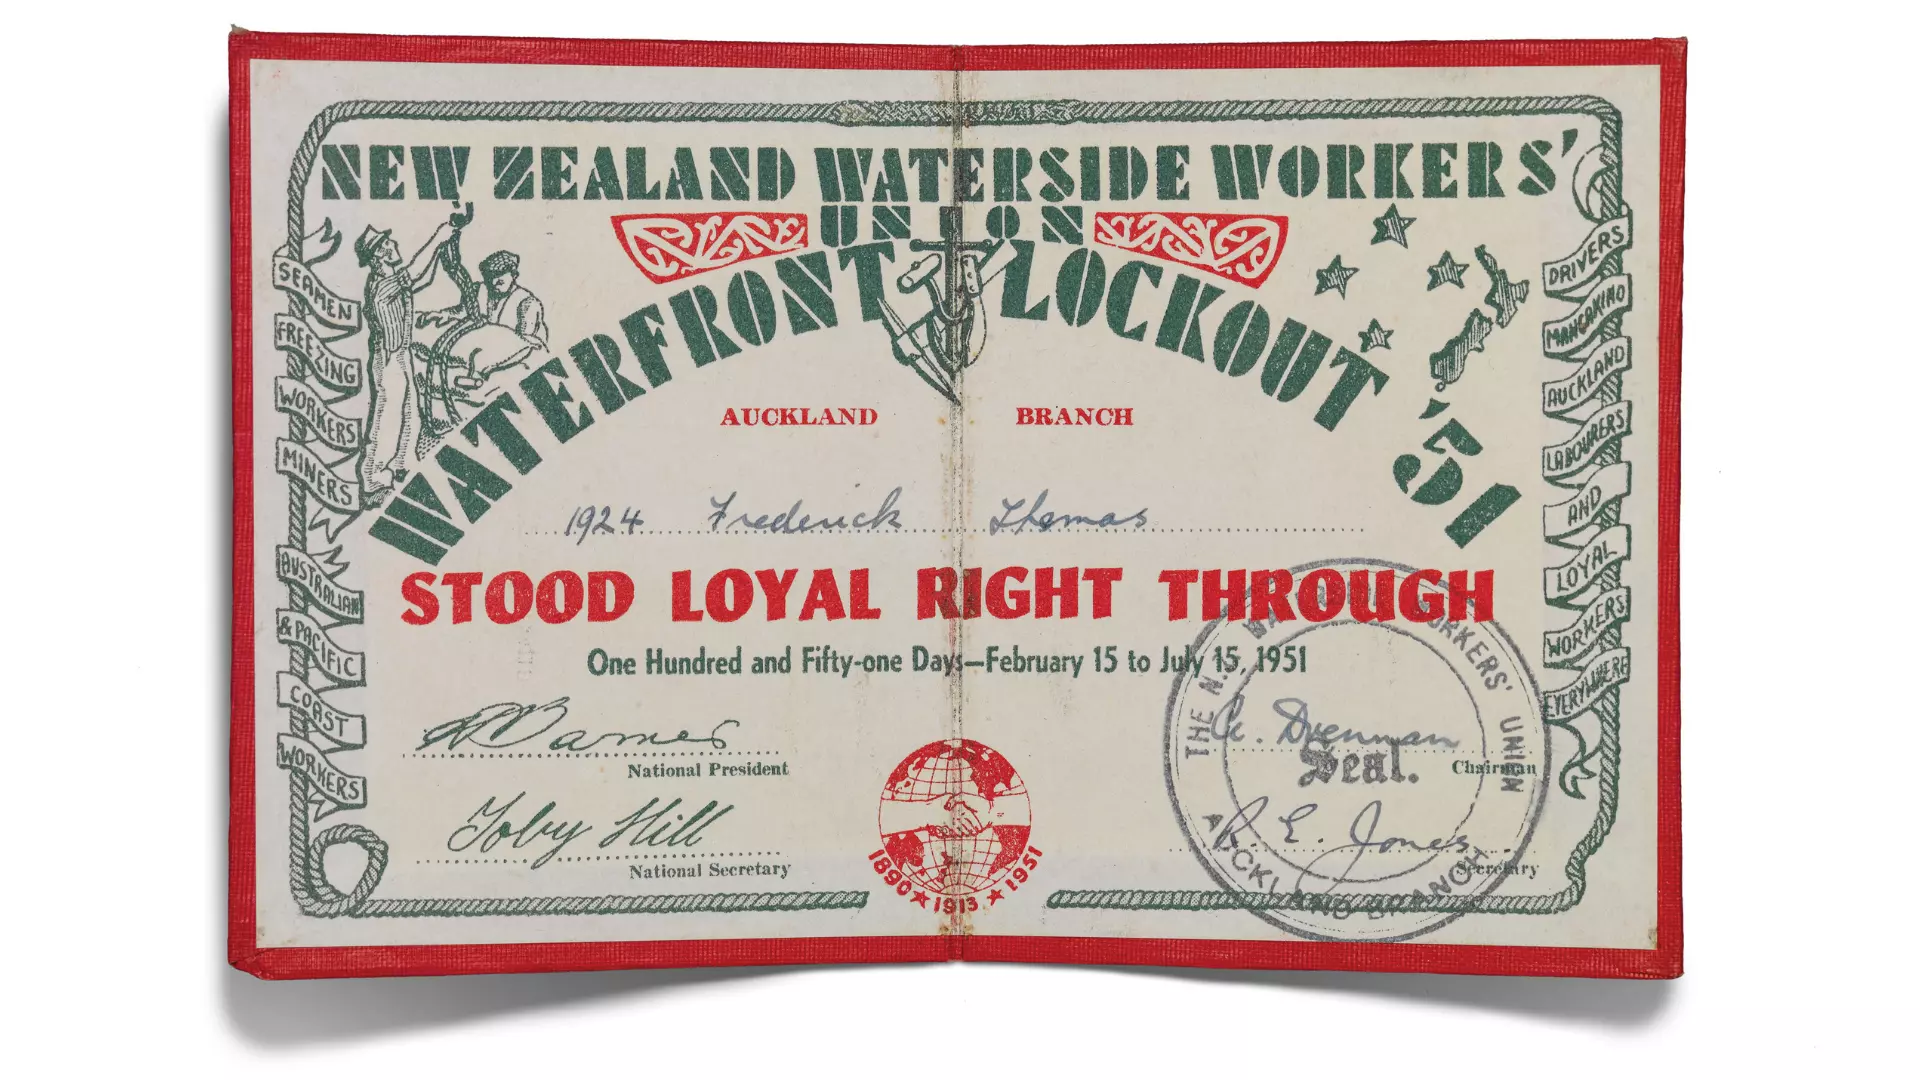 NEW ZEALAND WATERSIDE WORKERS'
UNION
WATERFRONT LOCKOUT '51
AUCKLAND BRANCH
1924 Frederick Thomas
STOOD LOYAL RIGHT THROUGH
One Hundred and Fifty-one Days—February 15 to July 15, 1951
SEAMEN
FREEZING
WORKERS
MINERS
AUSTRALIAN
& PACIFIC
COAST
WORKERS
DRIVERS
MANGAKINO
AUCKLAND
LABOURERS
AND
LOYAL
WORKERS
EVERYWHERE
Barnes
National President
Toby Hill
National Secretary
1890 ★ 1913 ★ 1951
A. Drennan
Seal.
Chairman
R. E. Jones.
Secretary
THE N.Z. WATERSIDE WORKERS' UNION
AUCKLAND BRANCH